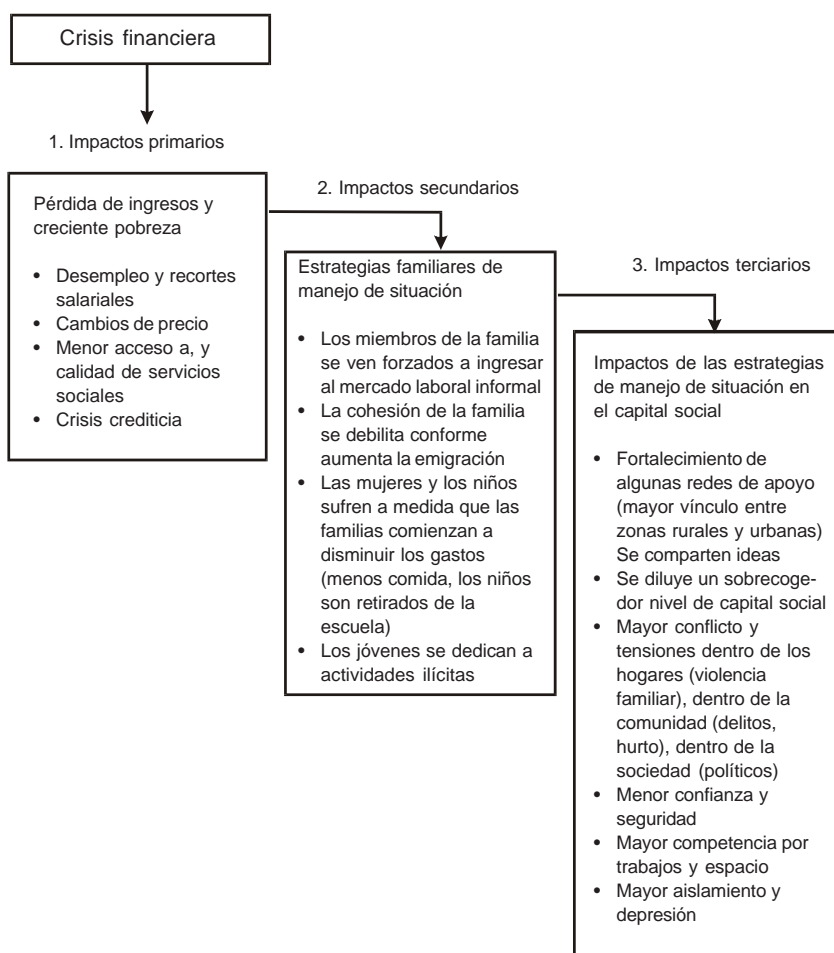 Crisis financiera
1. Impactos primarios
Pérdida de ingresos y
creciente pobreza
• Desempleo y recortes
salariales
• Cambios de precio
• Menor acceso a, y
calidad de servicios
sociales
• Crisis crediticia
2. Impactos secundarios
Estrategias familiares de
manejo de situación
• Los miembros de la familia
se ven forzados a ingresar
al mercado laboral informal
• La cohesión de la familia
se debilita conforme
aumenta la emigración
• Las mujeres y los niños
sufren a medida que las
familias comienzan a
disminuir los gastos
(menos comida, los niños
son retirados de la
escuela)
• Los jóvenes se dedican a
actividades ilícitas
3. Impactos terciarios
Impactos de las estrategias
de manejo de situación en
el capital social
• Fortalecimiento de
algunas redes de apoyo
(mayor vínculo entre
zonas rurales y urbanas)
Se comparten ideas
• Se diluye un sobrecoge-
dor nivel de capital social
• Mayor conflicto y
tensiones dentro de los
hogares (violencia
familiar), dentro de la
comunidad (delitos,
hurto), dentro de la
sociedad (políticos)
• Menor confianza y
seguridad
• Mayor competencia por
trabajos y espacio
• Mayor aislamiento y
depresión